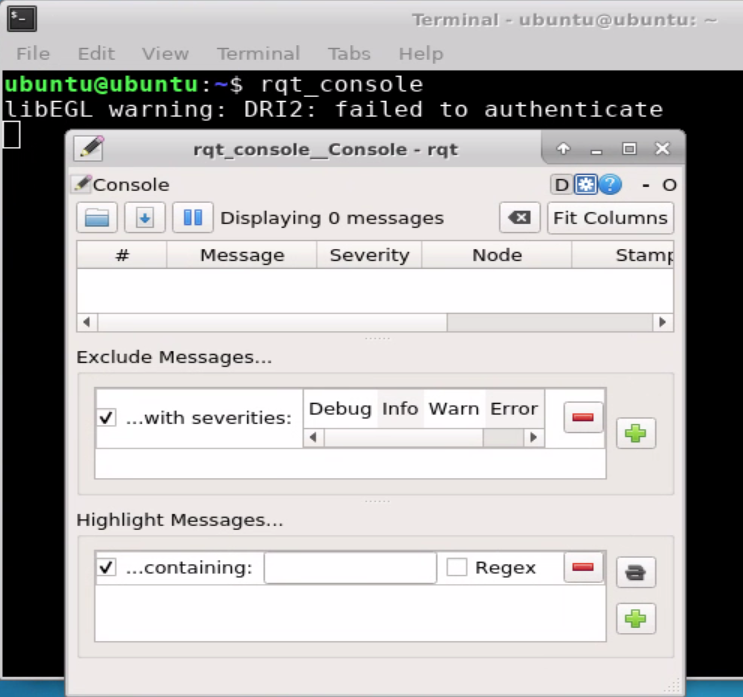 Terminal - ubuntu@ubuntu: ~
File Edit View Terminal Tabs Help
ubuntu@ubuntu:~$ rqt_console
libEGL warning: DRI2: failed to authenticate
rqt_console__Console - rqt
Console D ? - O
Displaying 0 messages Fit Columns
# Message Severity Node Stamp
Exclude Messages...
...with severities: Debug Info Warn Error
Highlight Messages...
...containing: Regex